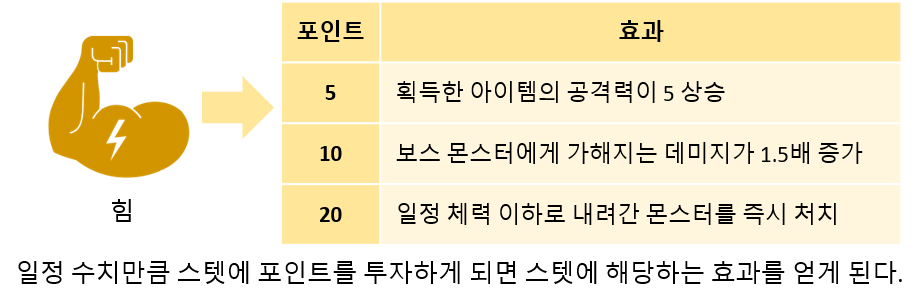 포인트 효과
5 획득한 아이템의 공격력이 5 상승
10 보스 몬스터에게 가해지는 데미지가 1.5배 증가
20 일정 체력 이하로 내려간 몬스터를 즉시 처치
힘
일정 수치만큼 스텟에 포인트를 투자하게 되면 스텟에 해당하는 효과를 얻게 된다.